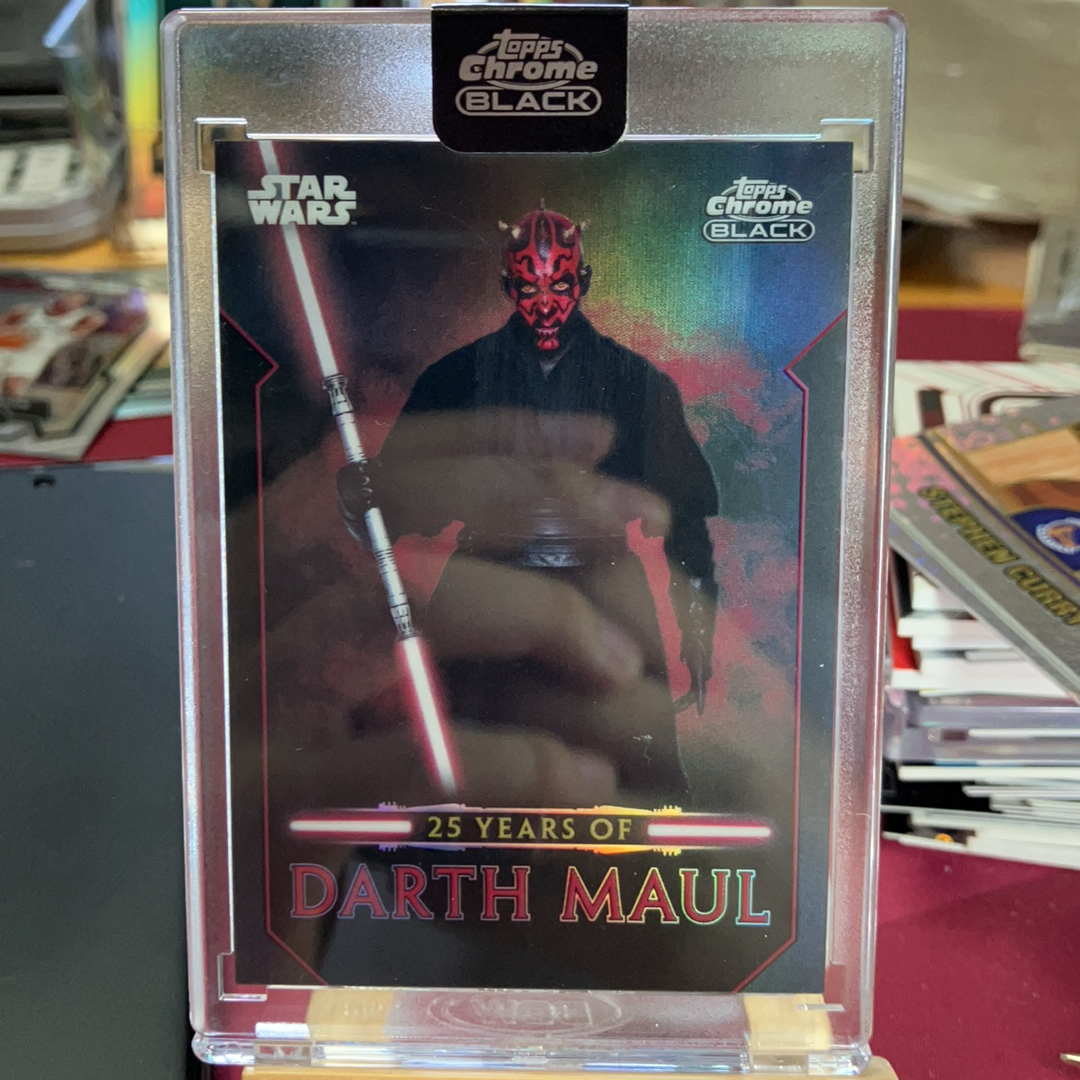 topps
Chrome
BLACK
STAR
WARS
topps
Chrome
BLACK
25 YEARS OF
DARTH MAUL
STEPHEN CURRY